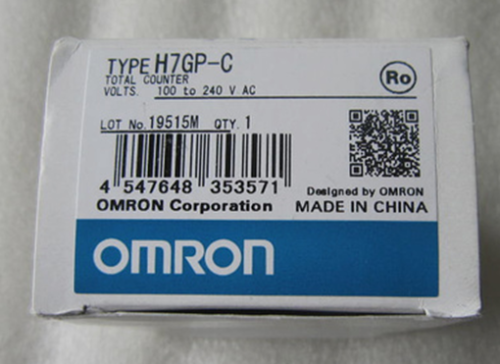 TYPE H7GP-C
Ro
TOTAL COUNTER
VOLTS. 100 to 240 V AC
LOT No. 19515M QTY. 1
4 547648 353571
Designed by OMRON
OMRON Corporation
MADE IN CHINA
OMRON